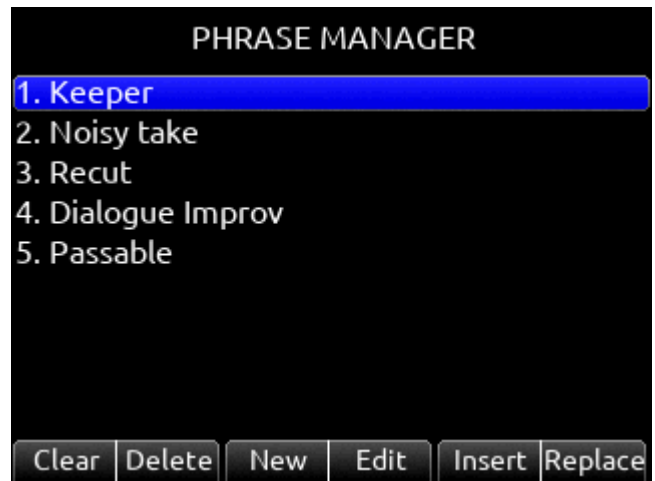 PHRASE MANAGER
1. Keeper
2. Noisy take
3. Recut
4. Dialogue Improv
5. Passable
Clear Delete New Edit Insert Replace